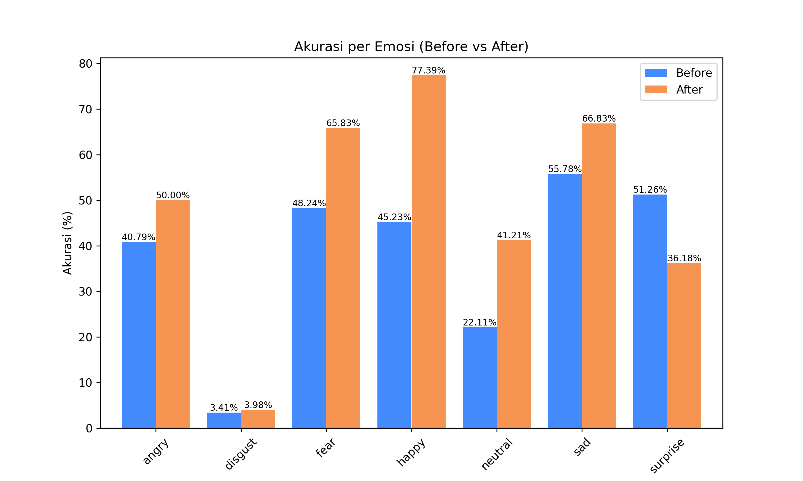 Akurasi per Emosi (Before vs After)
Before
After
Akurasi (%)
80
70
60
50
40
30
20
10
0
40.79%
50.00%
3.41%
3.98%
48.24%
65.83%
45.23%
77.39%
22.11%
41.21%
55.78%
66.83%
51.26%
36.18%
angry
disgust
fear
happy
neutral
sad
surprise